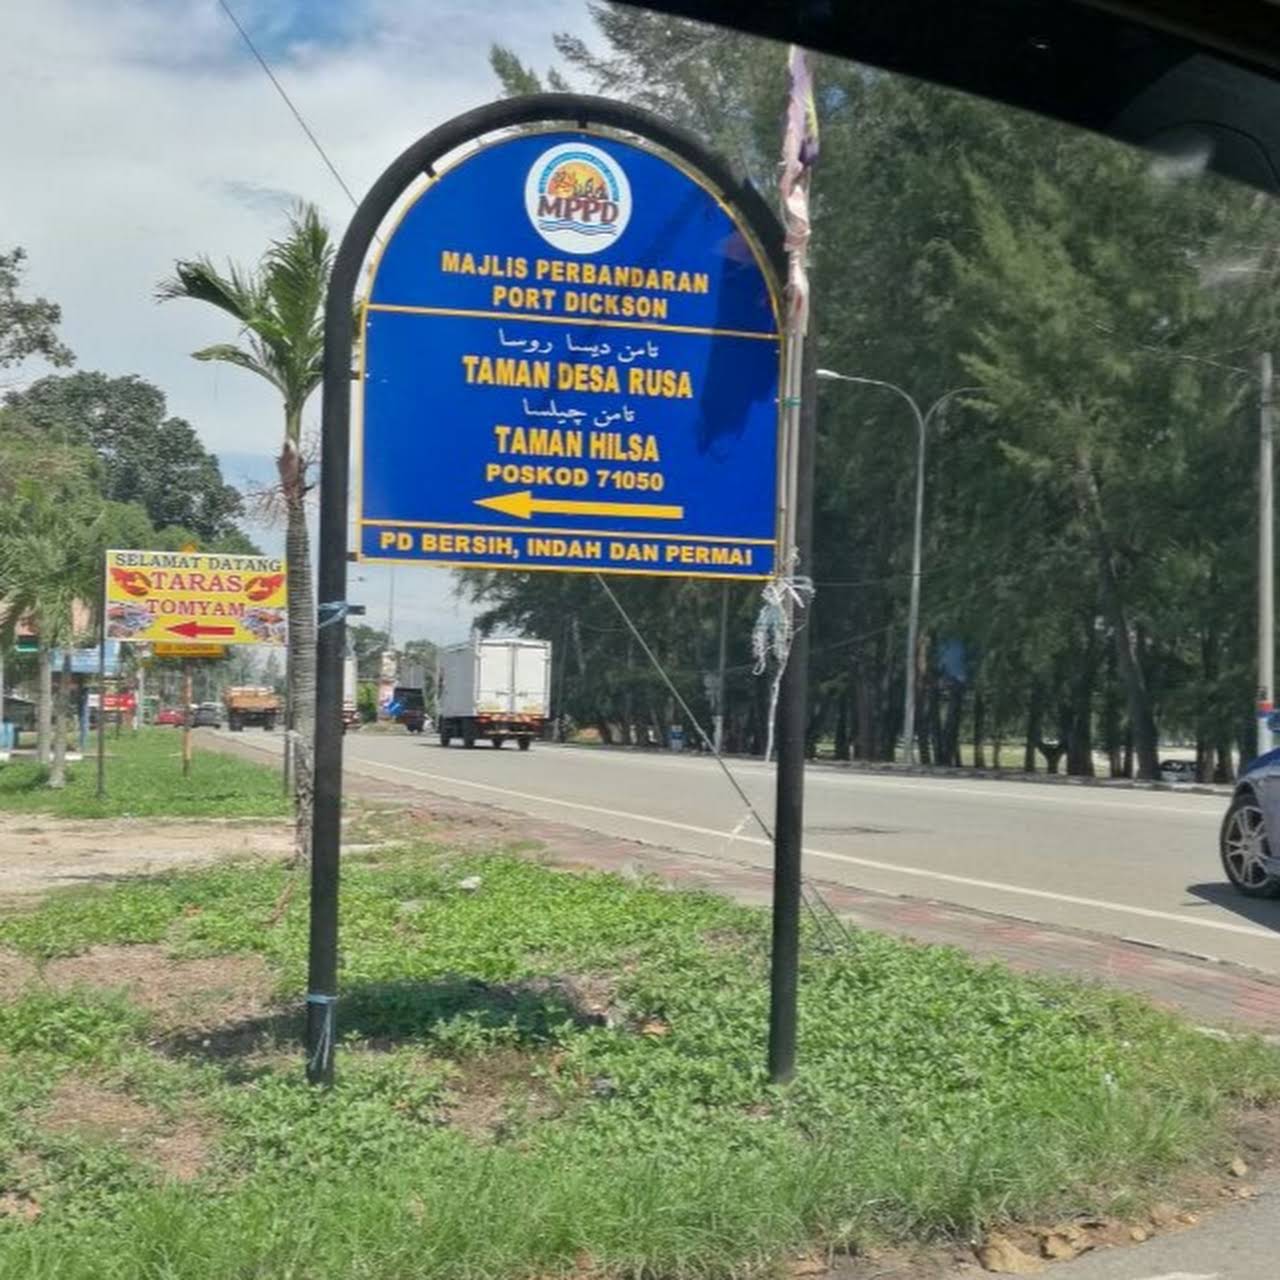 MPPD
MAJLIS PERBANDARAN
PORT DICKSON
تامن ديسا روسا
TAMAN DESA RUSA
تامن چيلسا
TAMAN HILSA
POSKOD 71050
PD BERSIH, INDAH DAN PERMAI
SELAMAT DATANG
TARAS
TOMYAM